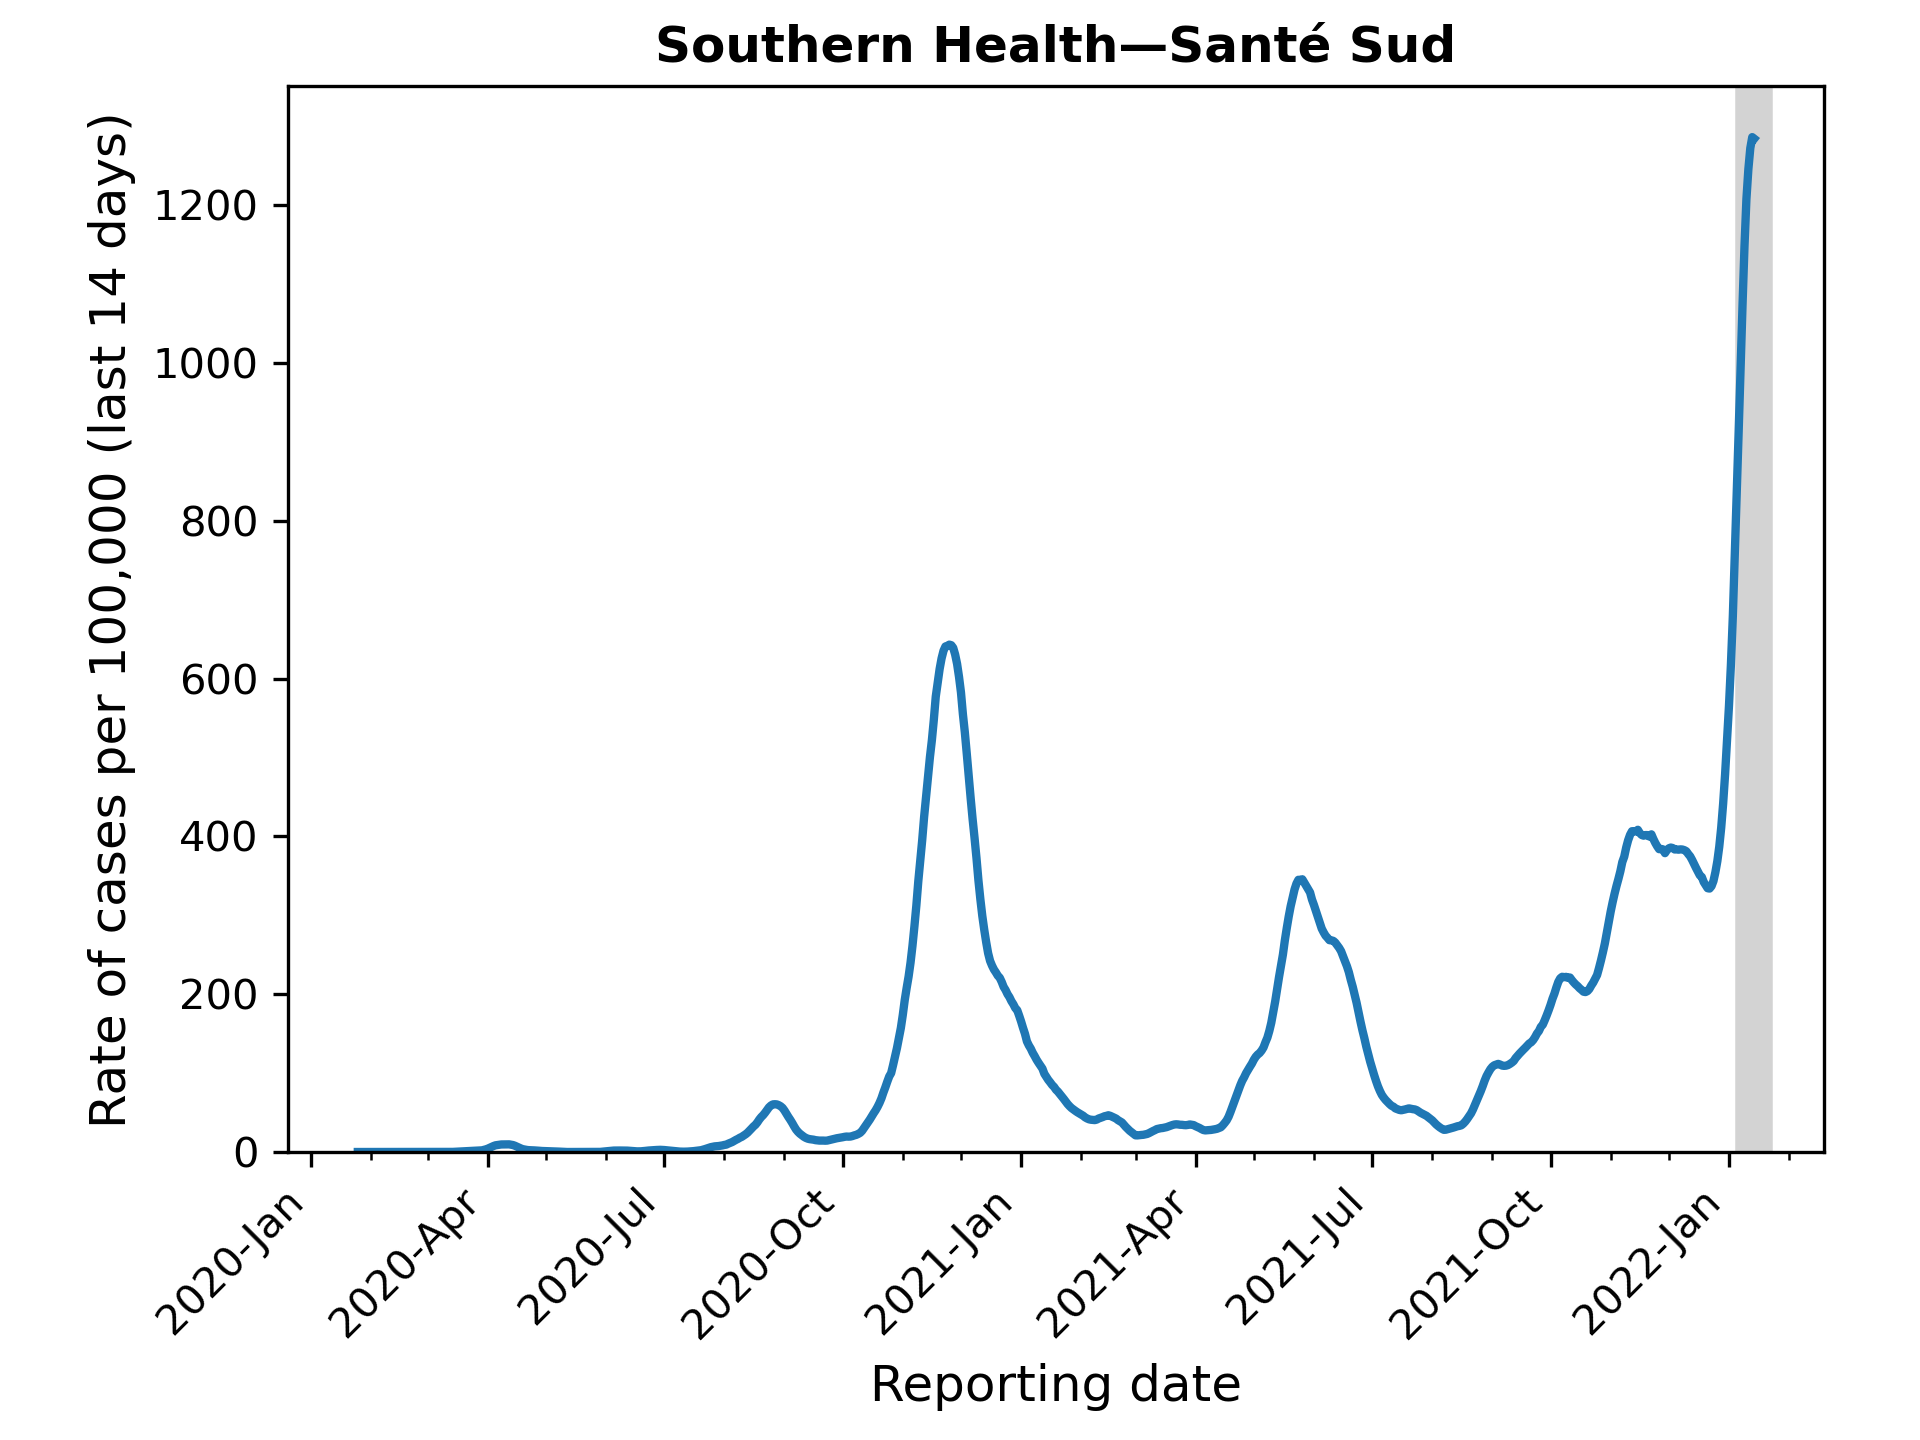 Southern Health—Santé Sud
Rate of cases per 100,000 (last 14 days)
1200
1000
800
600
400
200
0
2020-Jan
2020-Apr
2020-Jul
2020-Oct
2021-Jan
2021-Apr
2021-Jul
2021-Oct
2022-Jan
Reporting date